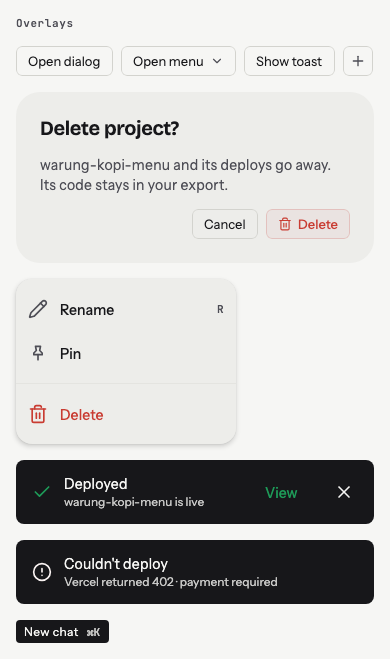 Overlays
Open dialog
Open menu
Show toast
Delete project?
warung-kopi-menu and its deploys go away.
Its code stays in your export.
Cancel
Delete
Rename
R
Pin
Delete
Deployed
warung-kopi-menu is live
View
Couldn't deploy
Vercel returned 402 · payment required
New chat ⌘K